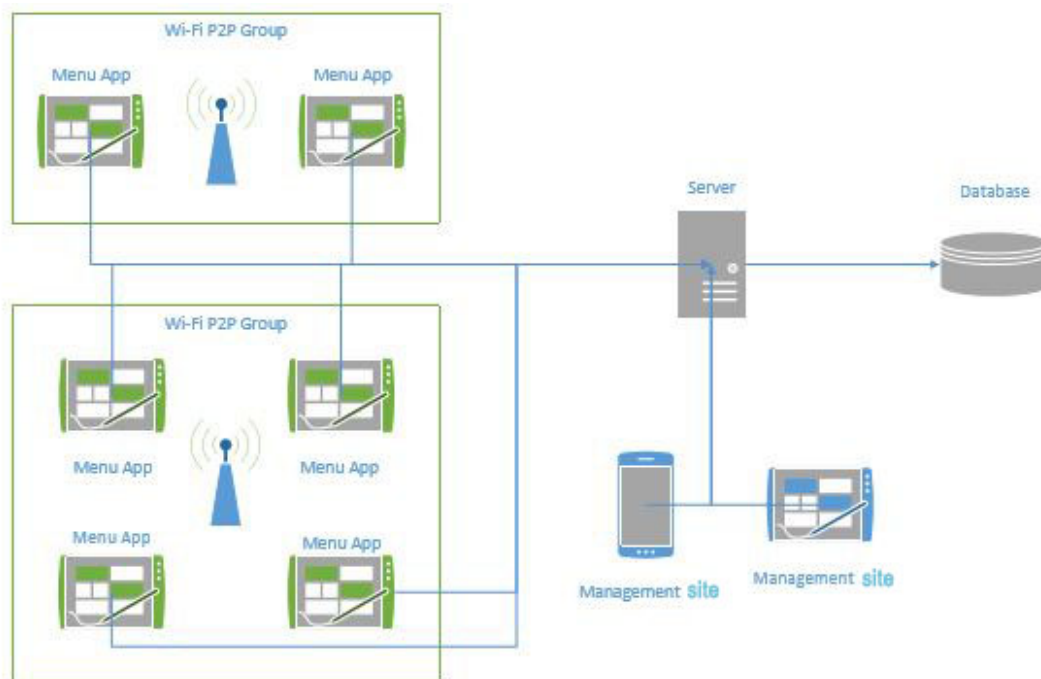 Wi-Fi P2P Group
Menu App
Menu App
Server
Database
Wi-Fi P2P Group
Menu App
Menu App
Menu App
Menu App
Management site
Management site